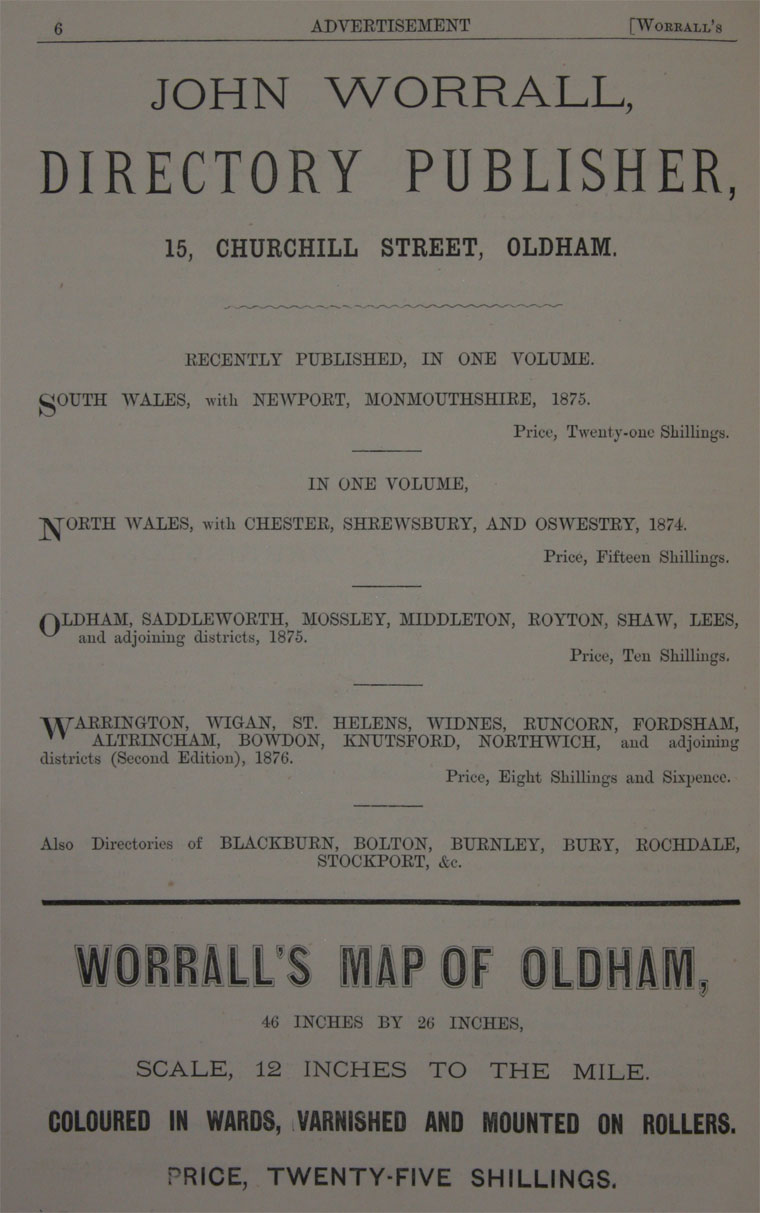 6 ADVERTISEMENT [WORRALL'S
JOHN WORRALL,
DIRECTORY PUBLISHER,
15, CHURCHILL STREET, OLDHAM.
RECENTLY PUBLISHED, IN ONE VOLUME.
SOUTH WALES, with NEWPORT, MONMOUTHSHIRE, 1875.
Price, Twenty-one Shillings.
IN ONE VOLUME,
NORTH WALES, with CHESTER, SHREWSBURY, AND OSWESTRY, 1874.
Price, Fifteen Shillings.
OLDHAM, SADDLEWORTH, MOSSLEY, MIDDLETON, ROYTON, SHAW, LEES,
and adjoining districts, 1875.
Price, Ten Shillings.
WARRINGTON, WIGAN, ST. HELENS, WIDNES, RUNCORN, FORDSHAM,
ALTRINCHAM, BOWDON, KNUTSFORD, NORTHWICH, and adjoining
districts (Second Edition), 1876.
Price, Eight Shillings and Sixpence.
Also Directories of BLACKBURN, BOLTON, BURNLEY, BURY, ROCHDALE,
STOCKPORT, &c.
WORRALL'S MAP OF OLDHAM,
46 INCHES BY 26 INCHES,
SCALE, 12 INCHES TO THE MILE.
COLOURED IN WARDS, VARNISHED AND MOUNTED ON ROLLERS.
PRICE, TWENTY-FIVE SHILLINGS.